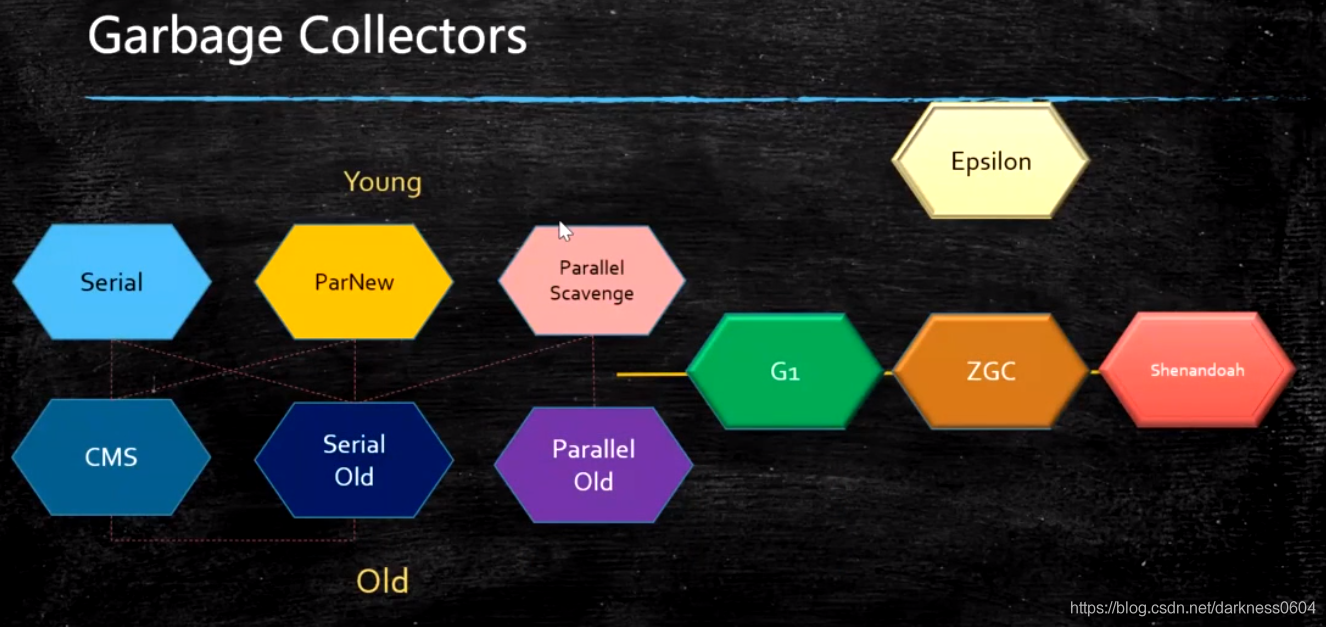 Garbage Collectors
Epsilon
Young
Serial
ParNew
Parallel
Scavenge
G1
ZGC
Shenandoah
CMS
Serial
Old
Parallel
Old
Old
https://blog.csdn.net/darkness0604